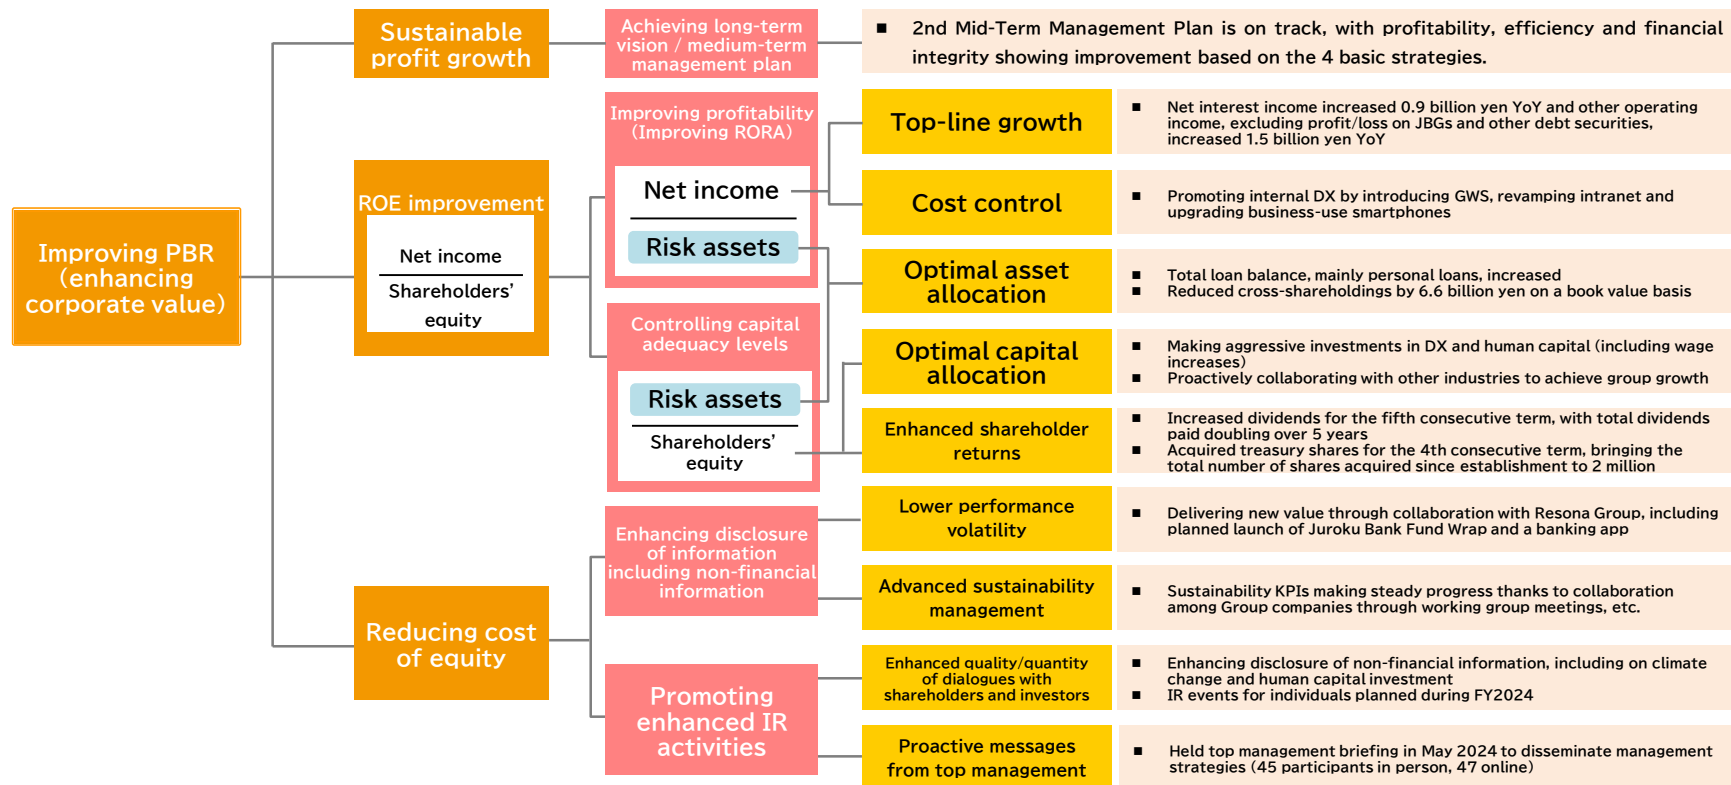 Improving PBR
(enhancing
corporate value)
Sustainable
profit growth
Achieving long-term
vision / medium-term
management plan
■ 2nd Mid-Term Management Plan is on track, with profitability, efficiency and financial
integrity showing improvement based on the 4 basic strategies.
ROE improvement
Net income
Shareholders'
equity
Improving profitability
(Improving RORA)
Net income
Risk assets
Controlling capital
adequacy levels
Risk assets
Shareholders'
equity
Top-line growth
■ Net interest income increased 0.9 billion yen YoY and other operating
income, excluding profit/loss on JBGs and other debt securities,
increased 1.5 billion yen YoY
Cost control
■ Promoting internal DX by introducing GWS, revamping intranet and
upgrading business-use smartphones
Optimal asset
allocation
■ Total loan balance, mainly personal loans, increased
■ Reduced cross-shareholdings by 6.6 billion yen on a book value basis
Optimal capital
allocation
■ Making aggressive investments in DX and human capital (including wage
increases)
■ Proactively collaborating with other industries to achieve group growth
Enhanced shareholder
returns
■ Increased dividends for the fifth consecutive term, with total dividends
paid doubling over 5 years
■ Acquired treasury shares for the 4th consecutive term, bringing the
total number of shares acquired since establishment to 2 million
Reducing cost
of equity
Enhancing disclosure
of information
including non-financial
information
Lower performance
volatility
■ Delivering new value through collaboration with Resona Group, including
planned launch of Juroku Bank Fund Wrap and a banking app
Advanced sustainability
management
■ Sustainability KPIs making steady progress thanks to collaboration
among Group companies through working group meetings, etc.
Promoting
enhanced IR
activities
Enhanced quality/quantity
of dialogues with
shareholders and investors
■ Enhancing disclosure of non-financial information, including on climate
change and human capital investment
■ IR events for individuals planned during FY2024
Proactive messages
from top management
■ Held top management briefing in May 2024 to disseminate management
strategies (45 participants in person, 47 online)